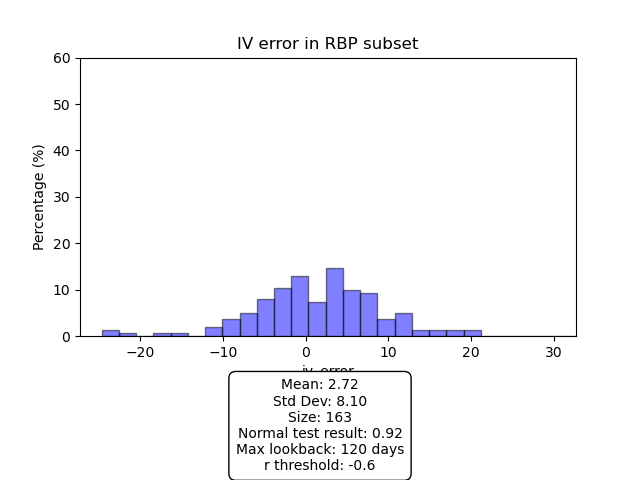 IV error in RBP subset
60
50
40
30
20
10
0
Percentage (%)
−20 −10 0 10 20 30
iv_error
Mean: 2.72
Std Dev: 8.10
Size: 163
Normal test result: 0.92
Max lookback: 120 days
r threshold: -0.6